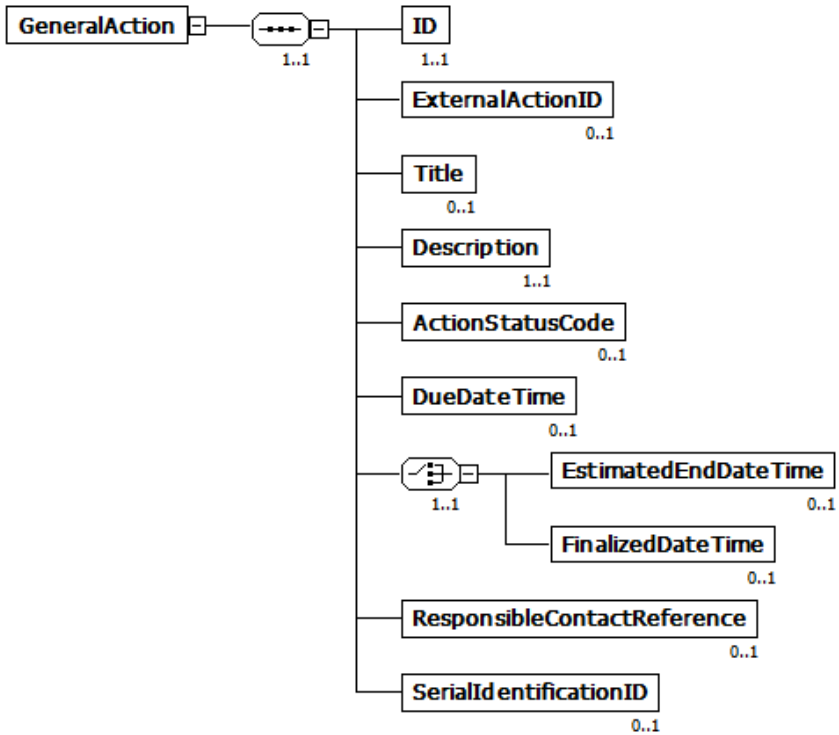 GeneralAction
1..1
ID
1..1
ExternalActionID
0..1
Title
0..1
Description
1..1
ActionStatusCode
0..1
DueDateTime
0..1
1..1
EstimatedEndDateTime
0..1
FinalizedDateTime
0..1
ResponsibleContactReference
0..1
SerialIdentificationID
0..1